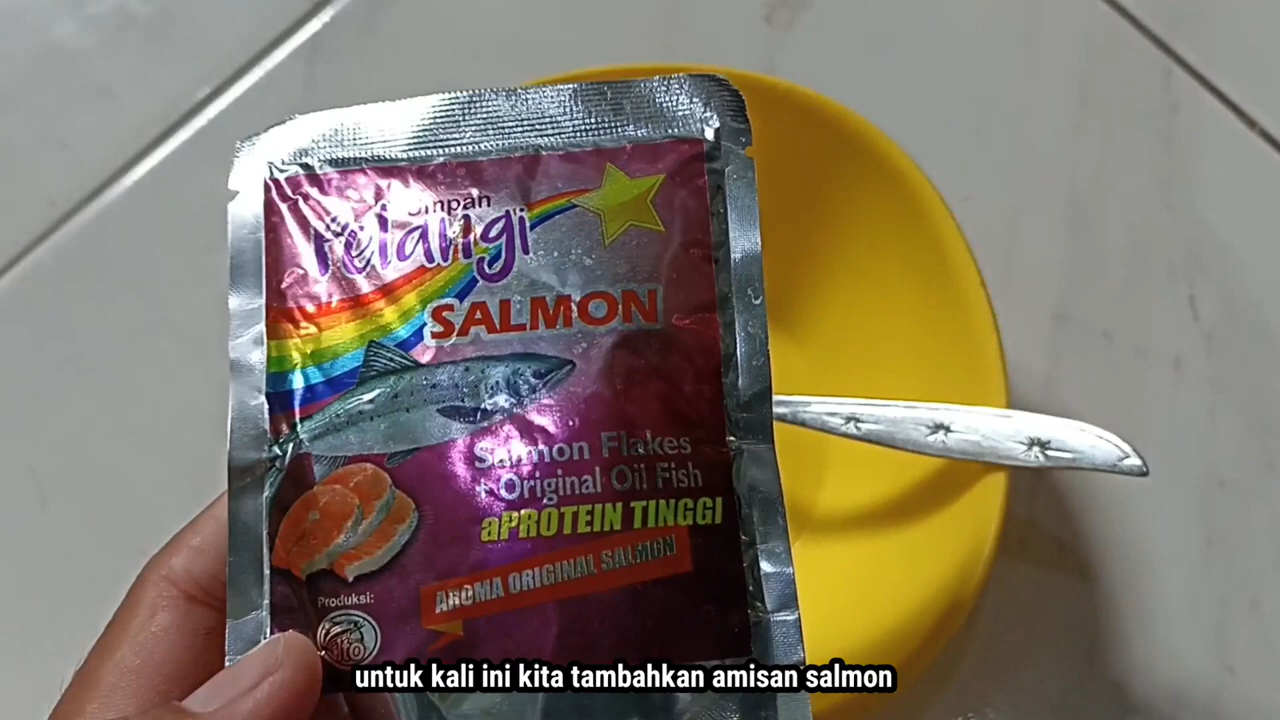 Pelangi
SALMON
Salmon Flakes
+ Original Oil Fish
aPROTEIN TINGGI
AROMA ORIGINAL SALMON
Produksi:
untuk kali ini kita tambahkan amisan salmon